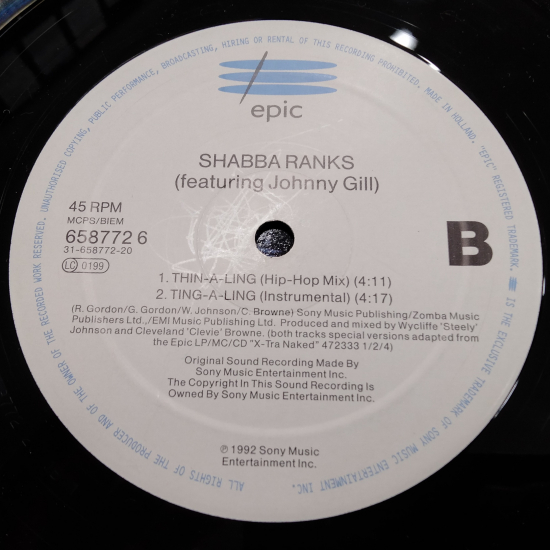 UNAUTHORISED COPYING, PUBLIC PERFORMANCE, BROADCASTING, HIRING OR RENTAL OF THIS RECORDING PROHIBITED. MADE IN HOLLAND. "EPIC" REGISTERED TRADEMARK.
IS THE EXCLUSIVE TRADEMARK OF SONY MUSIC ENTERTAINMENT INC.
ALL RIGHTS OF THE PRODUCER AND OF THE OWNER OF THE RECORDED WORK RESERVED.
epic
SHABBA RANKS
(featuring Johnny Gill)
45 RPM
MCPS/BIEM
658772 6
31-658772-20
LC 0199
B
1. THIN-A-LING (Hip-Hop Mix) (4:11)
2. TING-A-LING (Instrumental) (4:17)
(R. Gordon/G. Gordon/W. Johnson/C. Browne) Sony Music Publishing/Zomba Music
Publishers Ltd.,/EMI Music Publishing Ltd. Produced and mixed by Wycliffe 'Steely'
Johnson and Cleveland 'Clevie' Browne. (both tracks special versions adapted from
the Epic LP/MC/CD "X-Tra Naked" 472333 1/2/4)
Original Sound Recording Made By
Sony Music Entertainment Inc.
The Copyright In This Sound Recording Is
Owned By Sony Music Entertainment Inc.
℗ 1992 Sony Music
Entertainment Inc.